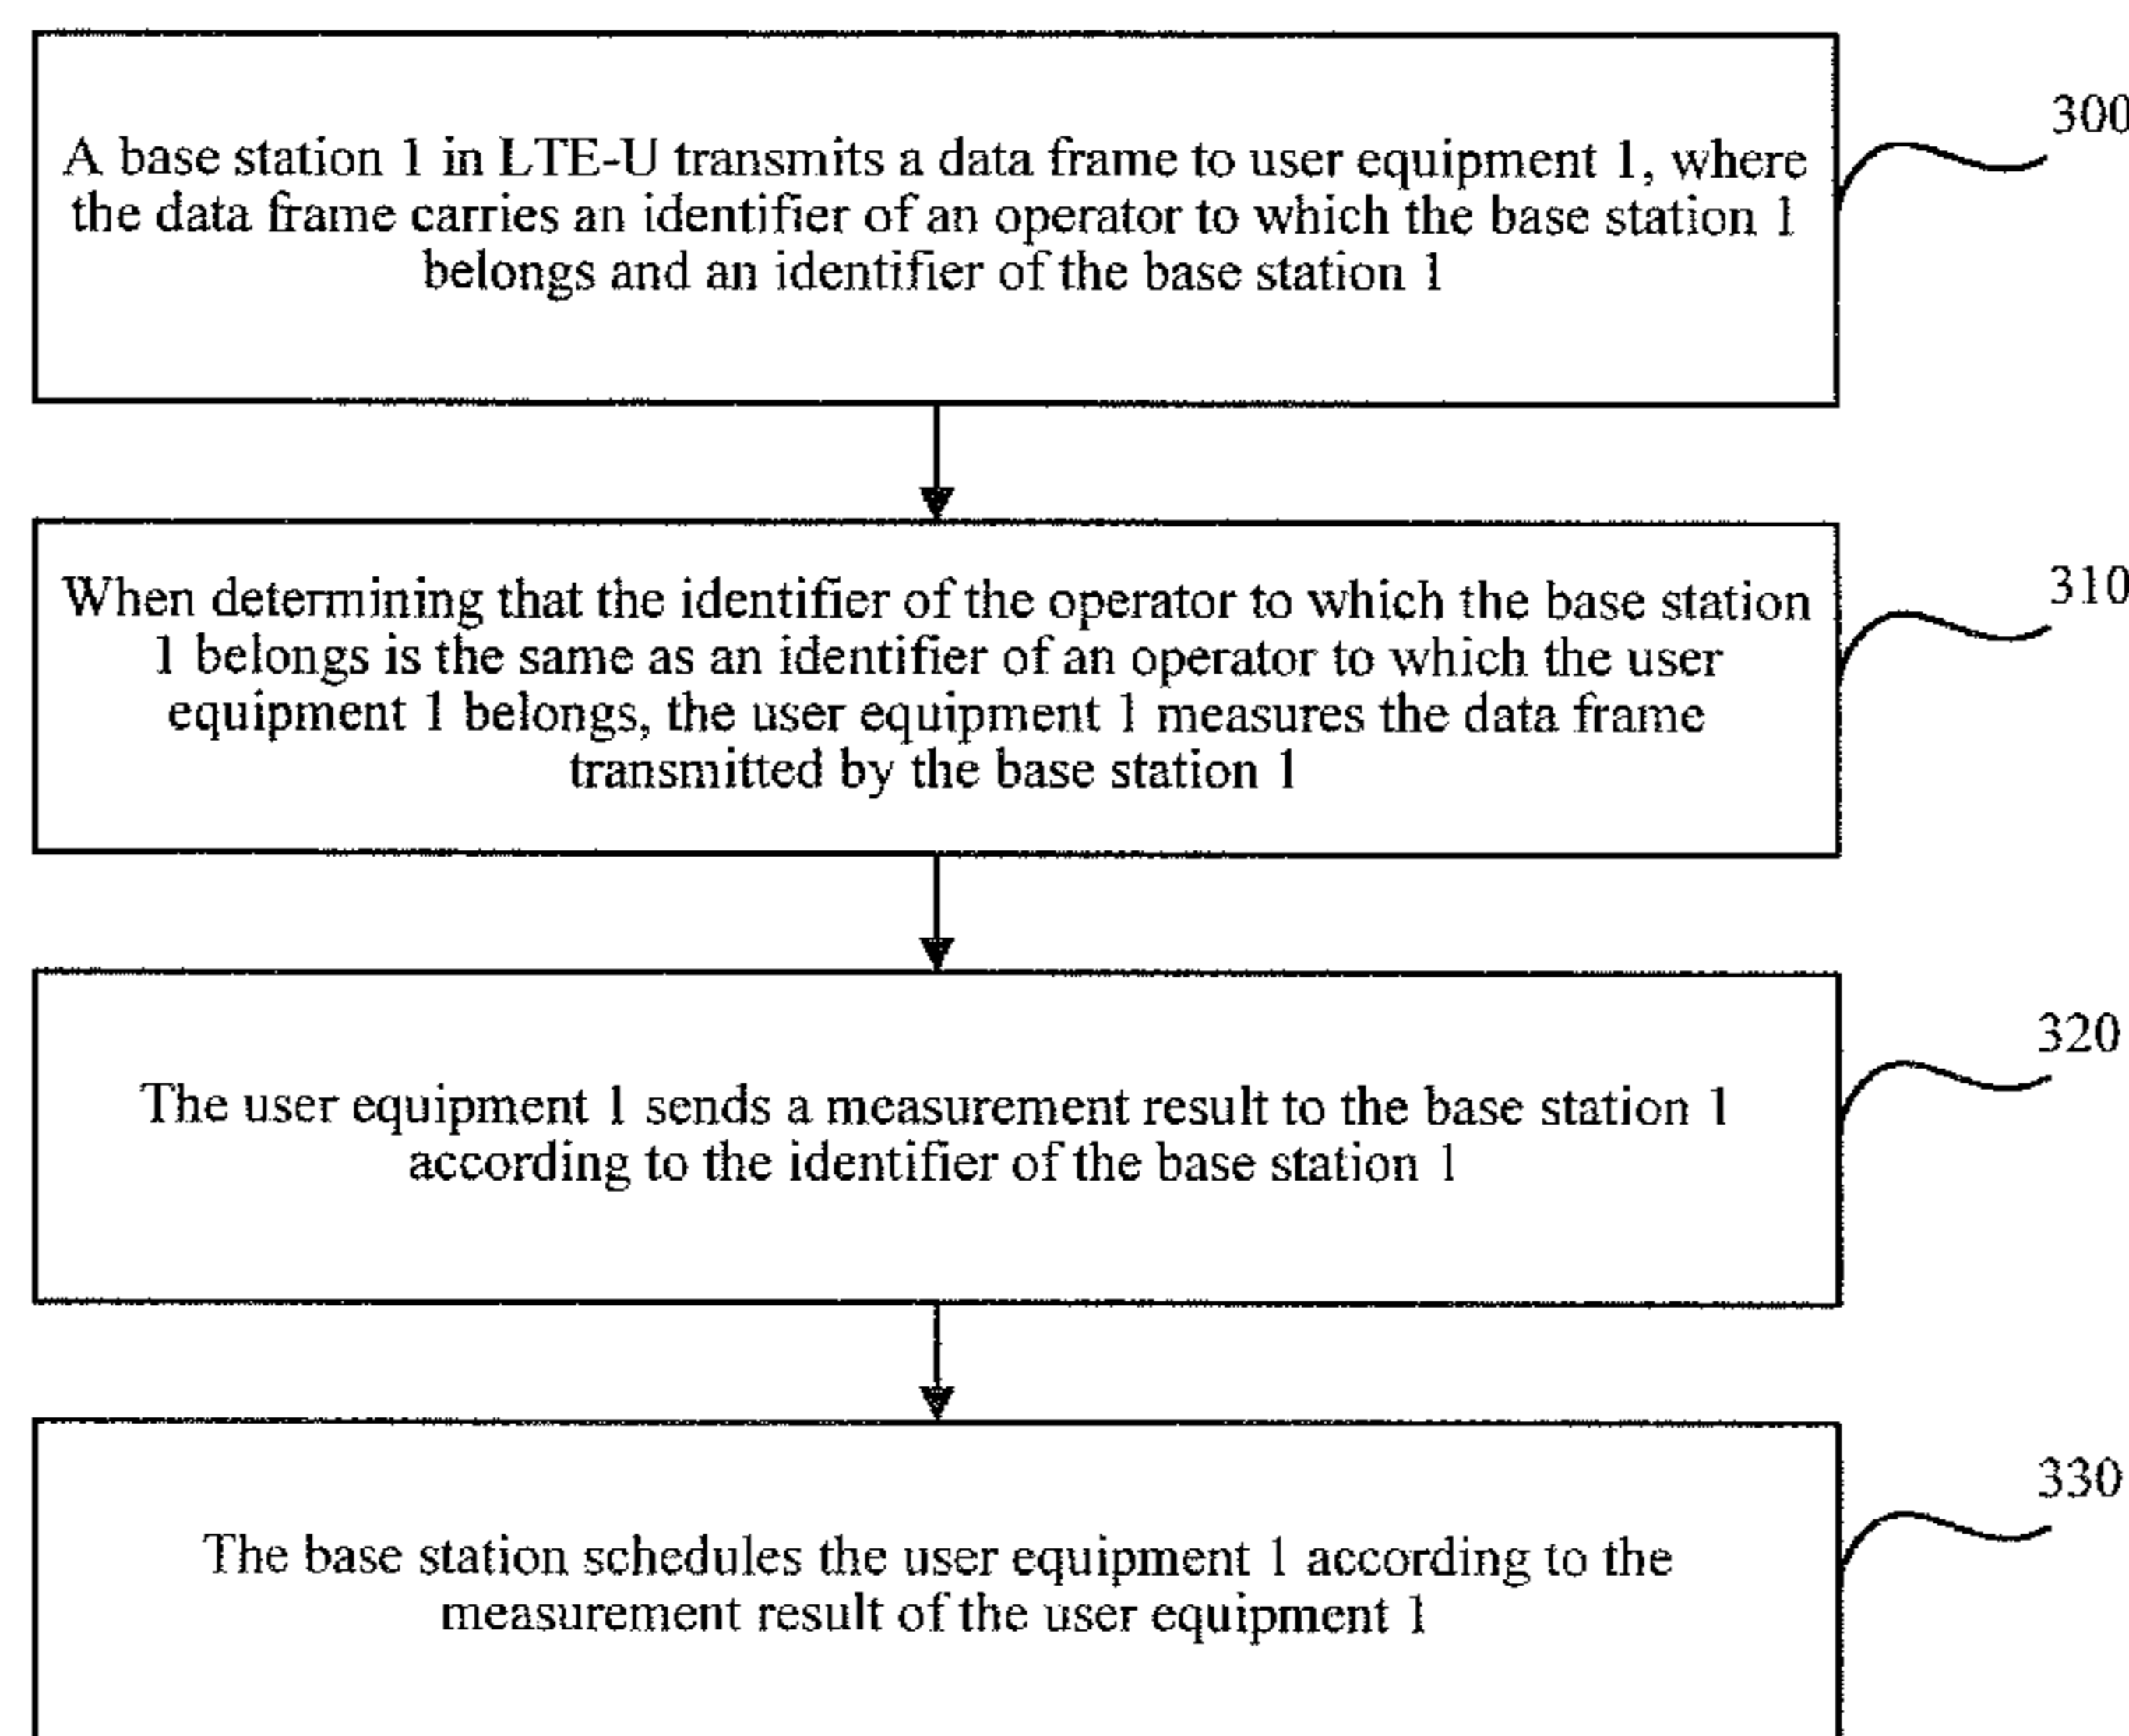 300
A base station 1 in LTE-U transmits a data frame to user equipment 1, where
the data frame carries an identifier of an operator to which the base station 1
belongs and an identifier of the base station 1
310
When determining that the identifier of the operator to which the base station
1 belongs is the same as an identifier of an operator to which the user
equipment 1 belongs, the user equipment 1 measures the data frame
transmitted by the base station 1
320
The user equipment 1 sends a measurement result to the base station 1
according to the identifier of the base station 1
330
The base station schedules the user equipment 1 according to the
measurement result of the user equipment 1